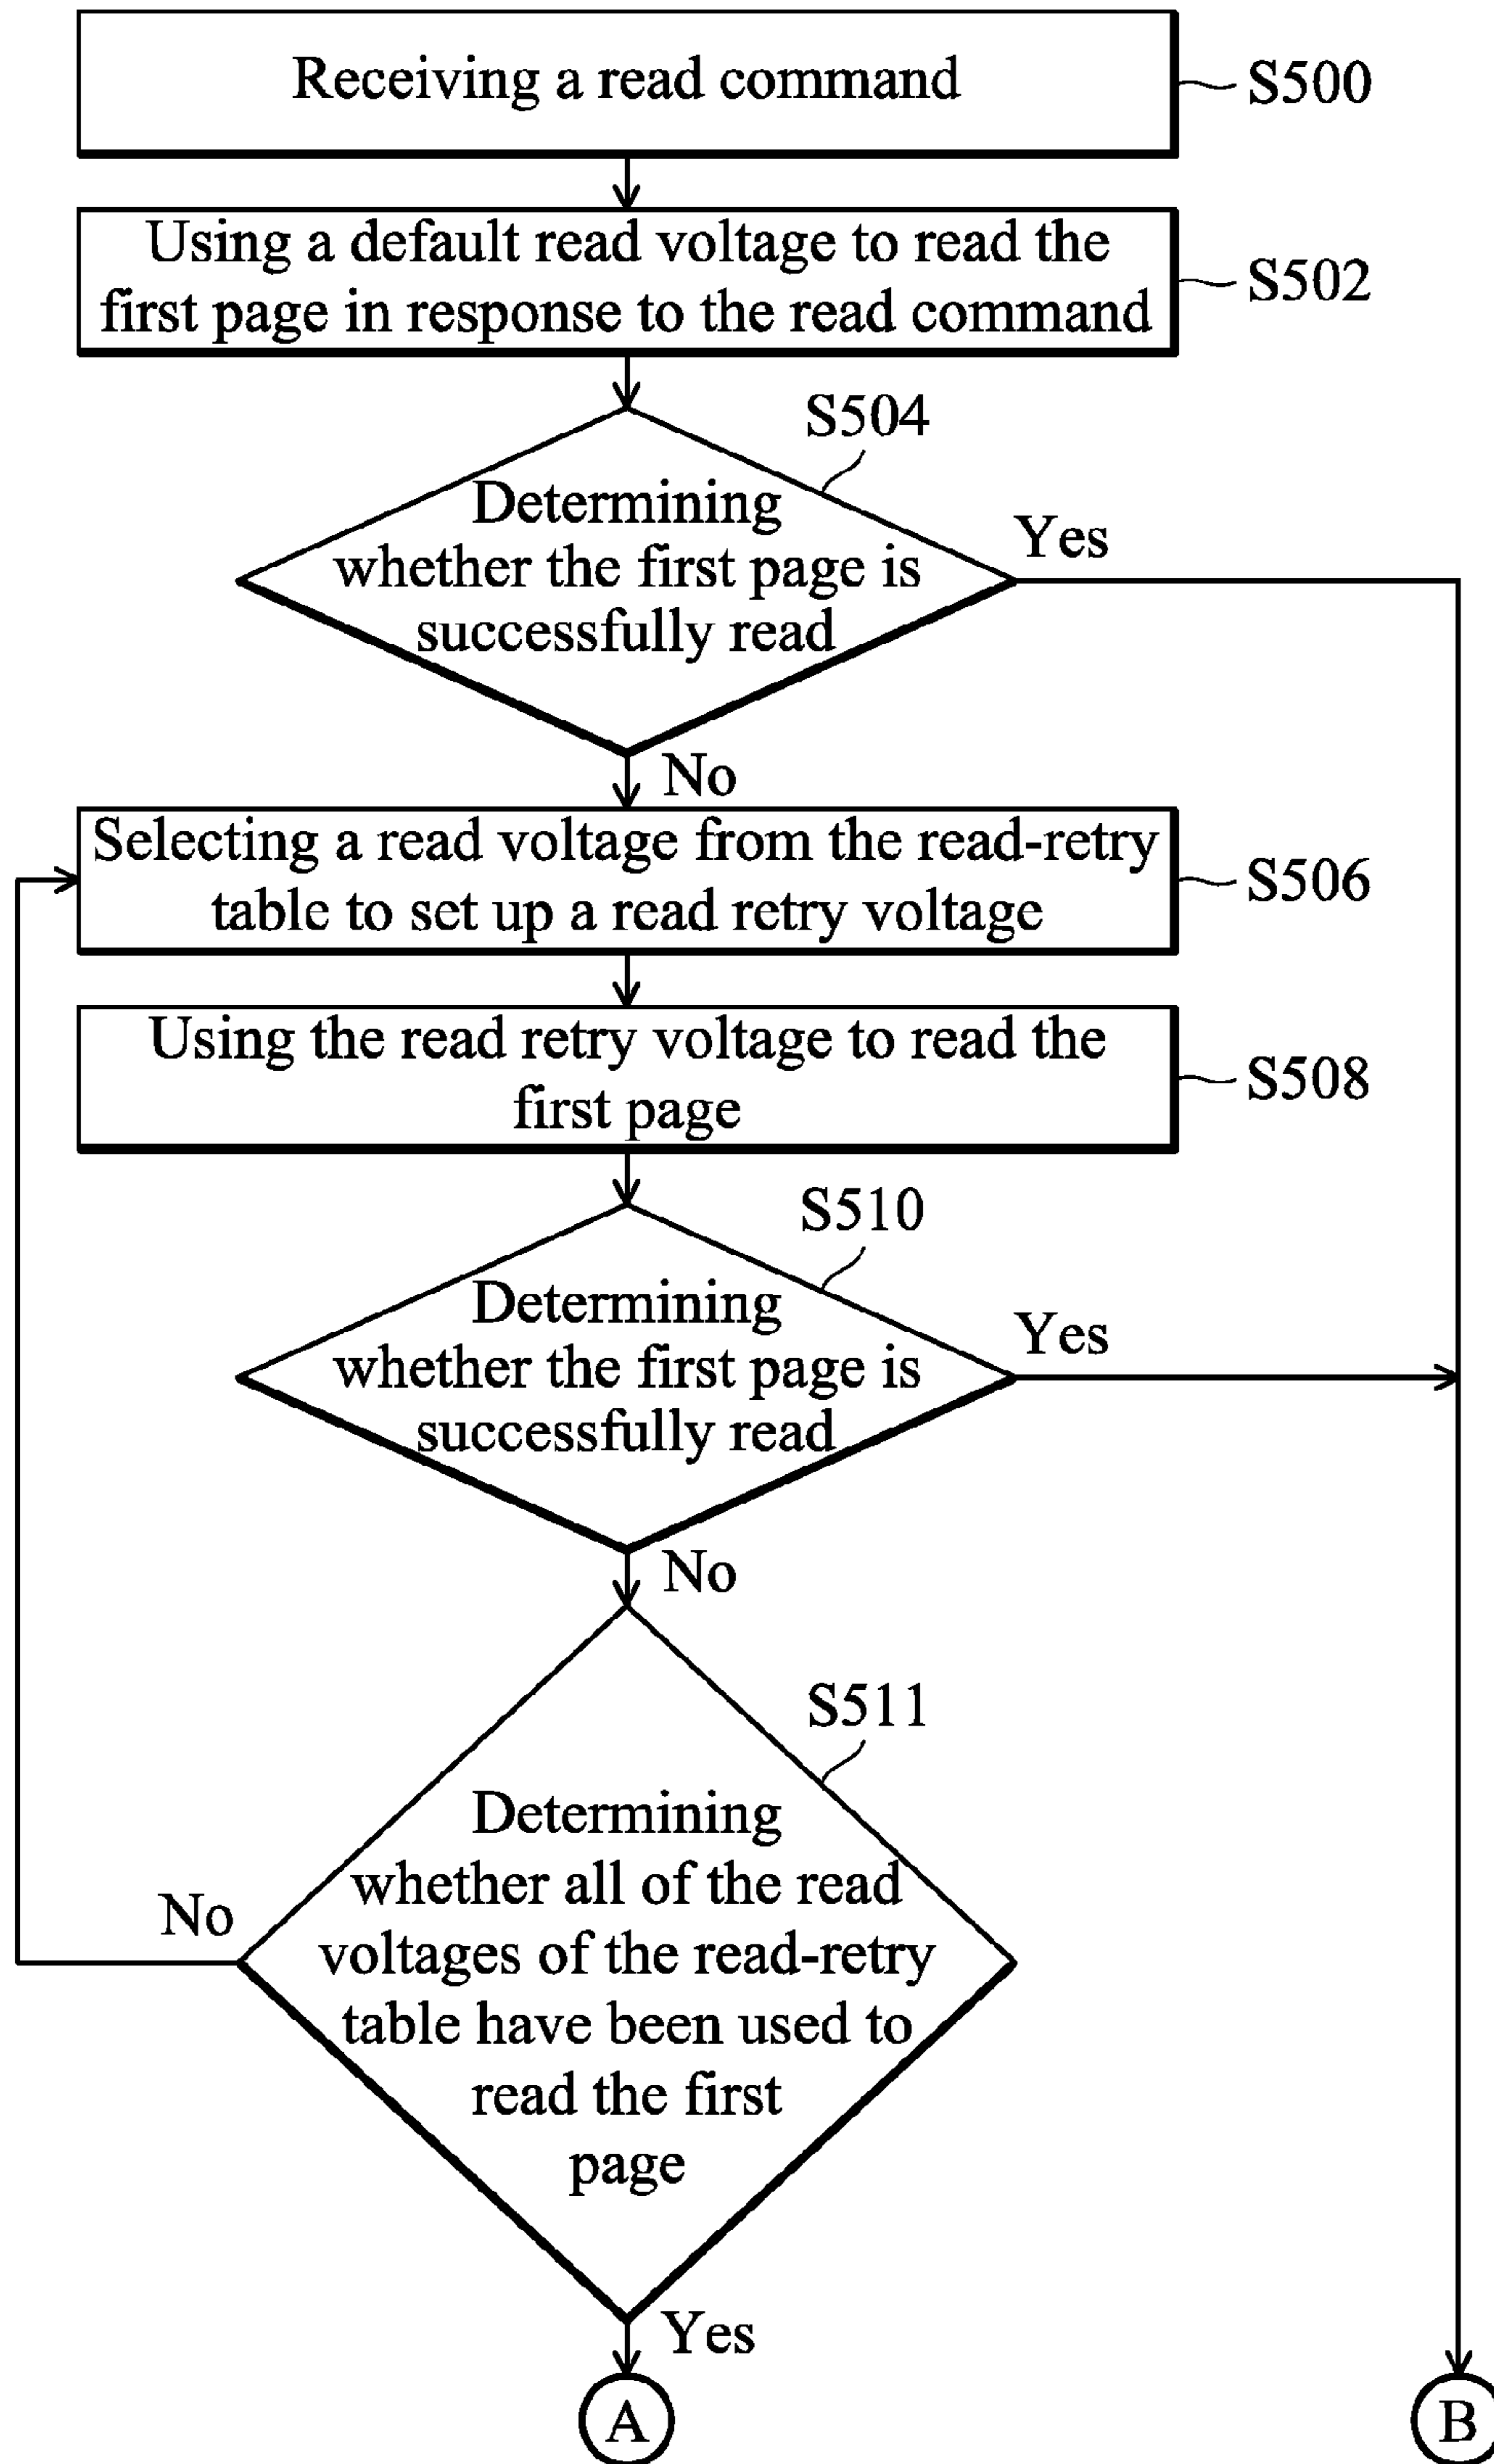 Receiving a read command
S500
Using a default read voltage to read the
first page in response to the read command
S502
S504
Determining
whether the first page is
successfully read
Yes
No
Selecting a read voltage from the read-retry
table to set up a read retry voltage
S506
Using the read retry voltage to read the
first page
S508
S510
Determining
whether the first page is
successfully read
Yes
No
S511
Determining
whether all of the read
voltages of the read-retry
table have been used to
read the first
page
No
Yes
A
B